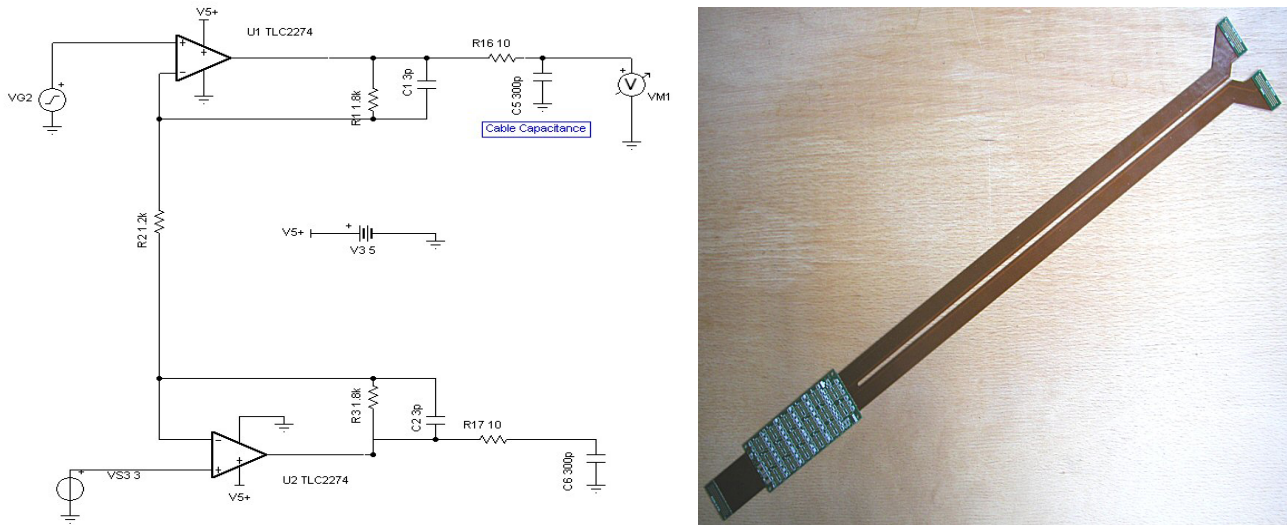 V5+
U1 TLC2274
R16 10
C1 3p
R1 1.8k
C5 300p
VG2
VM1
Cable Capacitance
R2 1.2k
V5+
V3 5
R3 1.8k
C2 3p
R17 10
VS3 3
U2 TLC2274
C6 300p
V5+